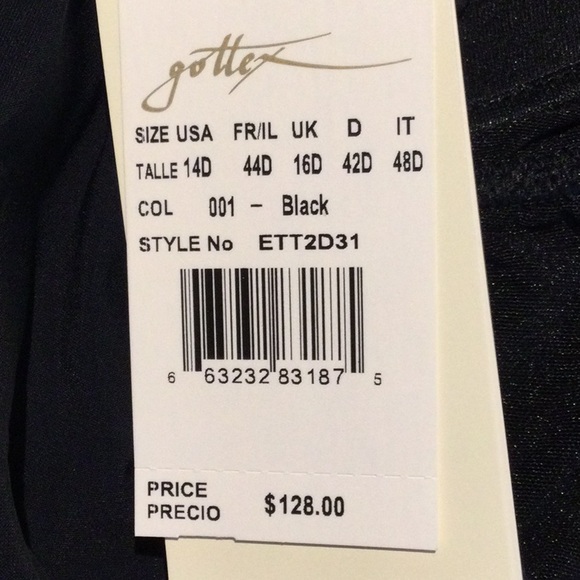 gottex
SIZE USA FR/IL UK D IT
TALLE 14D 44D 16D 42D 48D
COL 001 - Black
STYLE No ETT2D31
6 63232 83187 5
PRICE
PRECIO $128.00